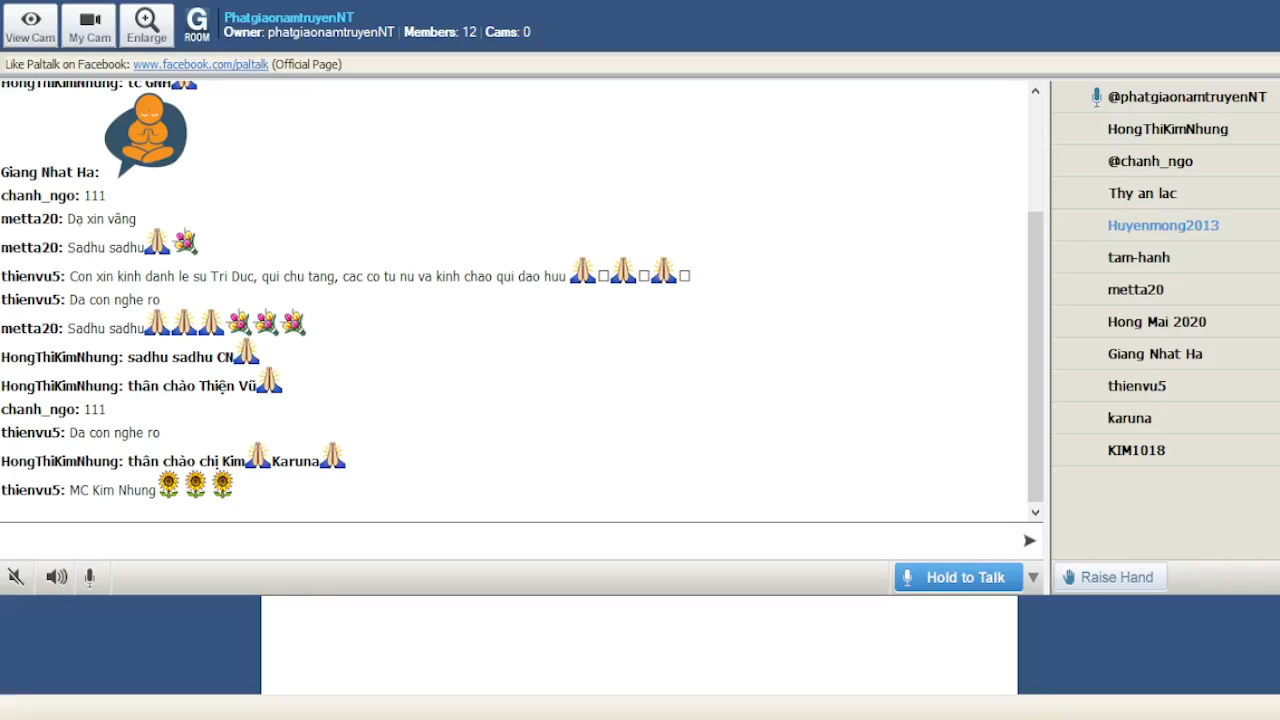 View Cam
My Cam
Enlarge
G
ROOM
PhatgiaonamtruyenNT
Owner: phatgiaonamtruyenNT | Members: 12 | Cams: 0
Like Paltalk on Facebook: www.facebook.com/paltalk (Official Page)
HongThiKimNhung: tc GNH
Giang Nhat Ha:
chanh_ngo: 111
metta20: Dạ xin vâng
metta20: Sadhu sadhu
thienvu5: Con xin kinh danh le su Tri Duc, qui chu tang, cac co tu nu va kinh chao qui dao huu
thienvu5: Da con nghe ro
metta20: Sadhu sadhu
HongThiKimNhung: sadhu sadhu CN
HongThiKimNhung: thân chào Thiện Vũ
chanh_ngo: 111
thienvu5: Da con nghe ro
HongThiKimNhung: thân chào chị Kim Karuna
thienvu5: MC Kim Nhung
@phatgiaonamtruyenNT
HongThiKimNhung
@chanh_ngo
Thy an lac
Huyenmong2013
tam-hanh
metta20
Hong Mai 2020
Giang Nhat Ha
thienvu5
karuna
KIM1018
Hold to Talk
Raise Hand